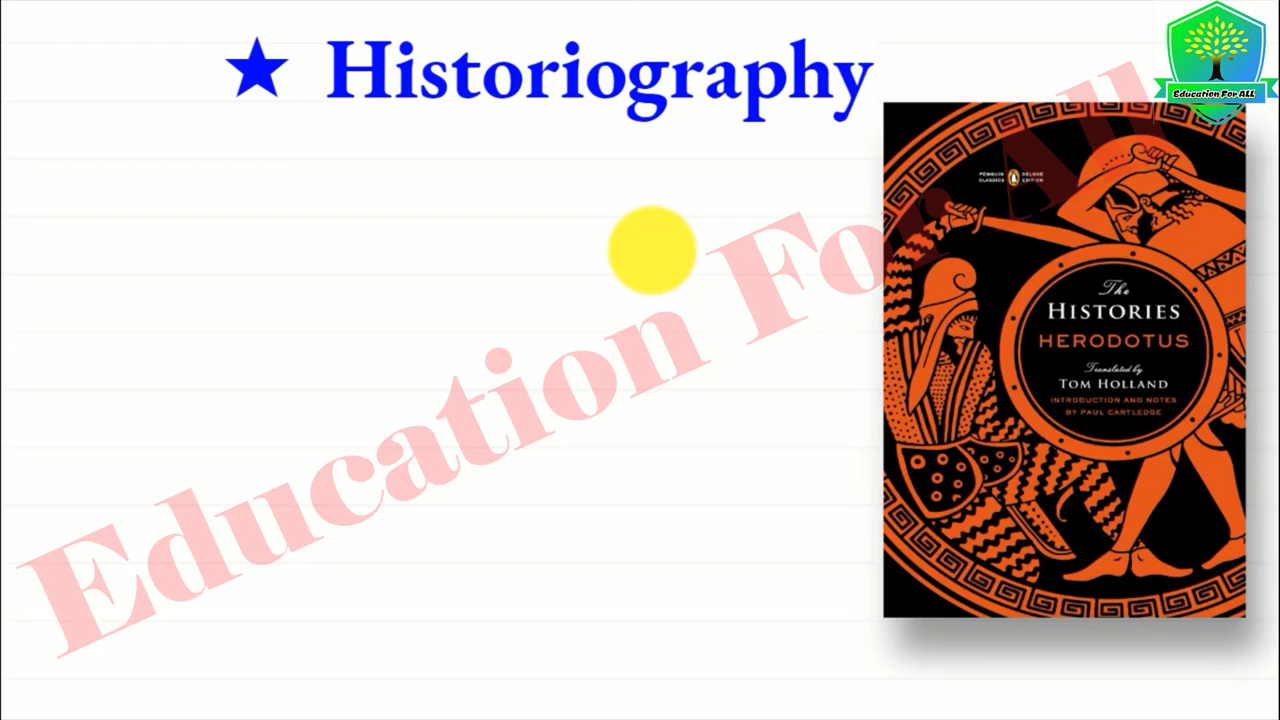 ★ Historiography
Education For ALL
Education For All
PENGUIN CLASSICS DELUXE EDITION
The
HISTORIES
HERODOTUS
Translated by
TOM HOLLAND
INTRODUCTION AND NOTES
BY PAUL CARTLEDGE